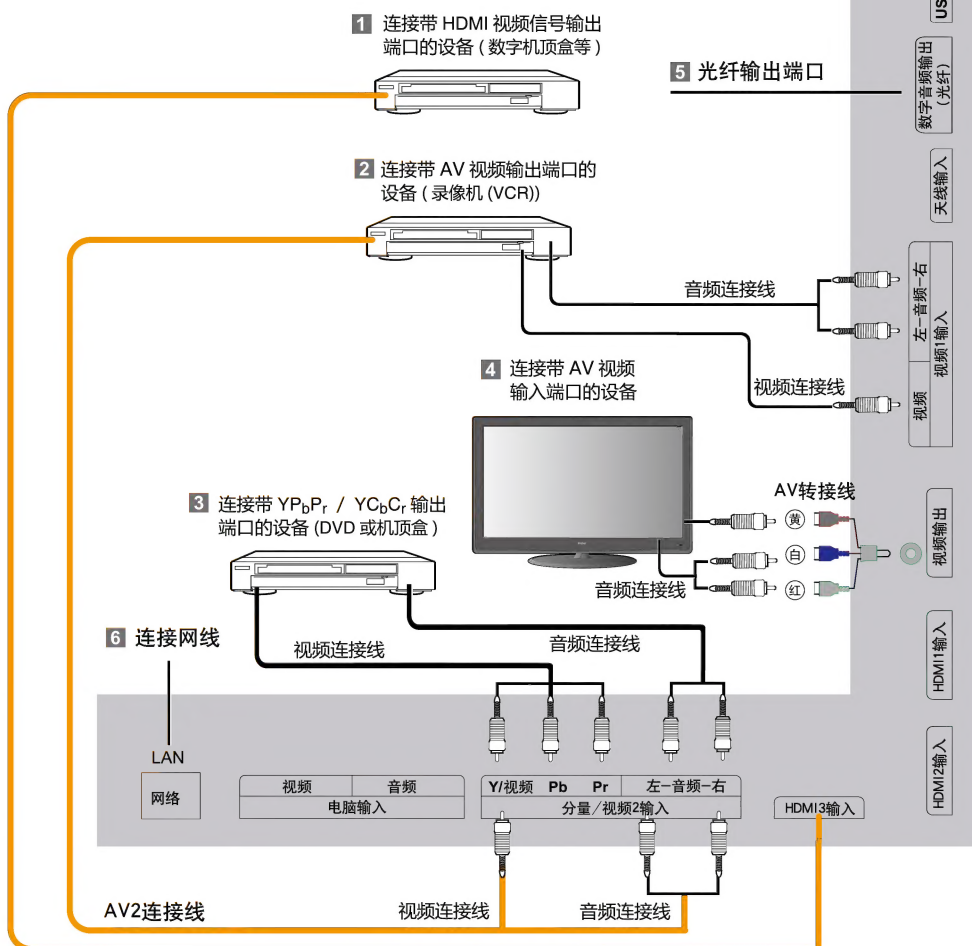 1 连接带 HDMI 视频信号输出
端口的设备 ( 数字机顶盒等 )
US
5 光纤输出端口
数字音频输出
(光纤)
2 连接带 AV 视频输出端口的
设备 ( 录像机 (VCR))
天线输入
音频连接线
左－音频－右
视频1输入
视频
4 连接带 AV 视频
输入端口的设备
视频连接线
AV转接线
3 连接带 YPbPr / YCbCr 输出
端口的设备 (DVD 或机顶盒 )
黄
白
红
视频输出
音频连接线
6 连接网线
视频连接线
音频连接线
HDMI1输入
LAN
网络
视频
音频
电脑输入
Y/视频 Pb Pr 左－音频－右
分量/视频2输入
HDMI3输入
HDMI2输入
AV2连接线
视频连接线
音频连接线